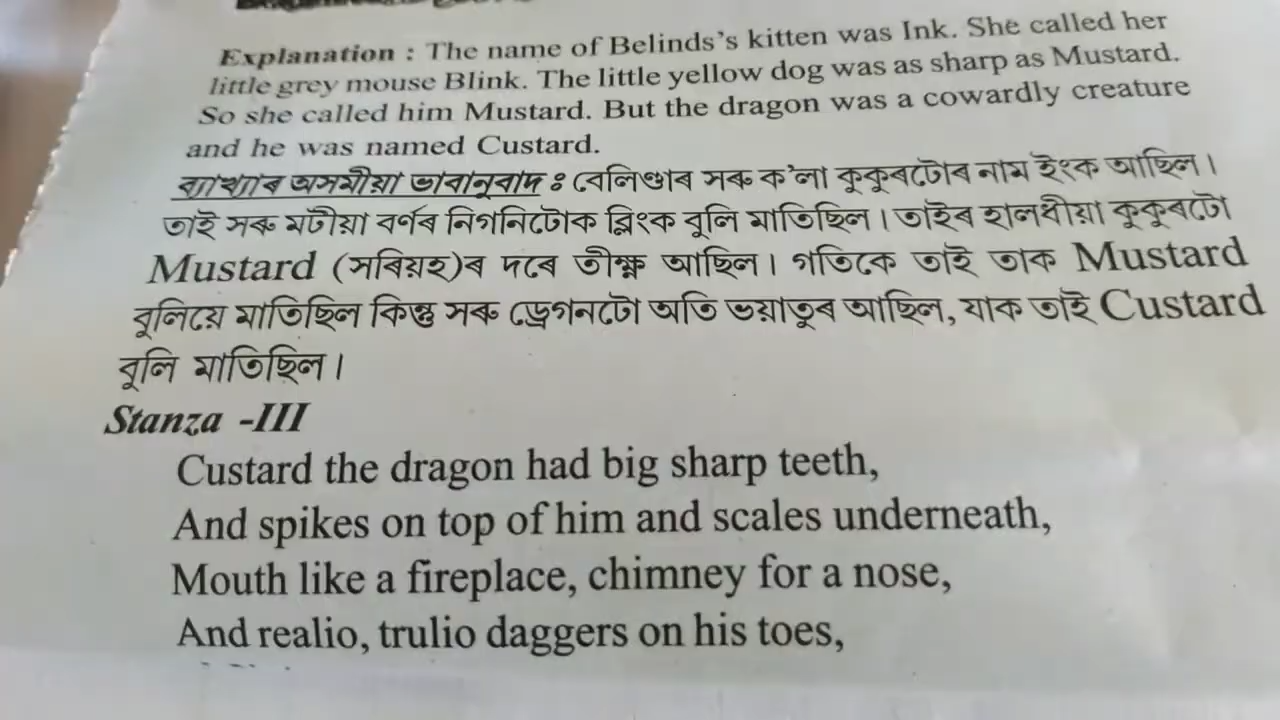 Explanation : The name of Belinds's kitten was Ink. She called her
little grey mouse Blink. The little yellow dog was as sharp as Mustard.
So she called him Mustard. But the dragon was a cowardly creature
and he was named Custard.
ব্যাখ্যাৰ অসমীয়া ভাবানুবাদ ঃ বেলিণ্ডাৰ সৰু ক'লা কুকুৰটোৰ নাম ইংক আছিল।
তাই সৰু মটীয়া বৰ্ণৰ নিগনিটোক ব্লিংক বুলি মাতিছিল। তাইৰ হালধীয়া কুকুৰটো
Mustard (সৰিয়হ)ৰ দৰে তীক্ষ্ণ আছিল। গতিকে তাই তাক Mustard
বুলিয়ে মাতিছিল কিন্তু সৰু ড্ৰেগনটো অতি ভয়াতুৰ আছিল, যাক তাই Custard
বুলি মাতিছিল।
Stanza -III
Custard the dragon had big sharp teeth,
And spikes on top of him and scales underneath,
Mouth like a fireplace, chimney for a nose,
And realio, trulio daggers on his toes,